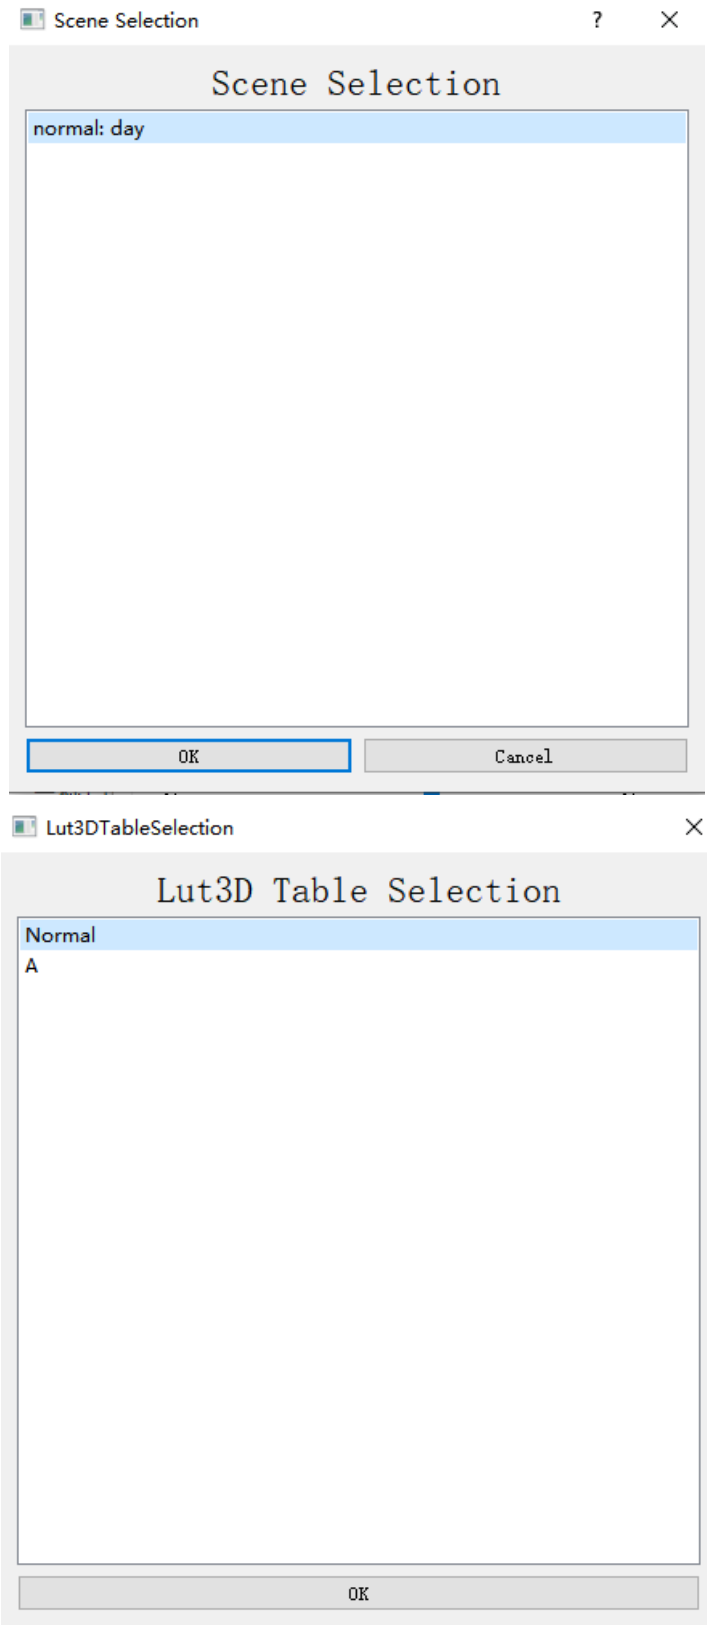 Scene Selection
?
Scene Selection
normal: day
OK
Cancel
Lut3DTableSelection
Lut3D Table Selection
Normal
A
OK